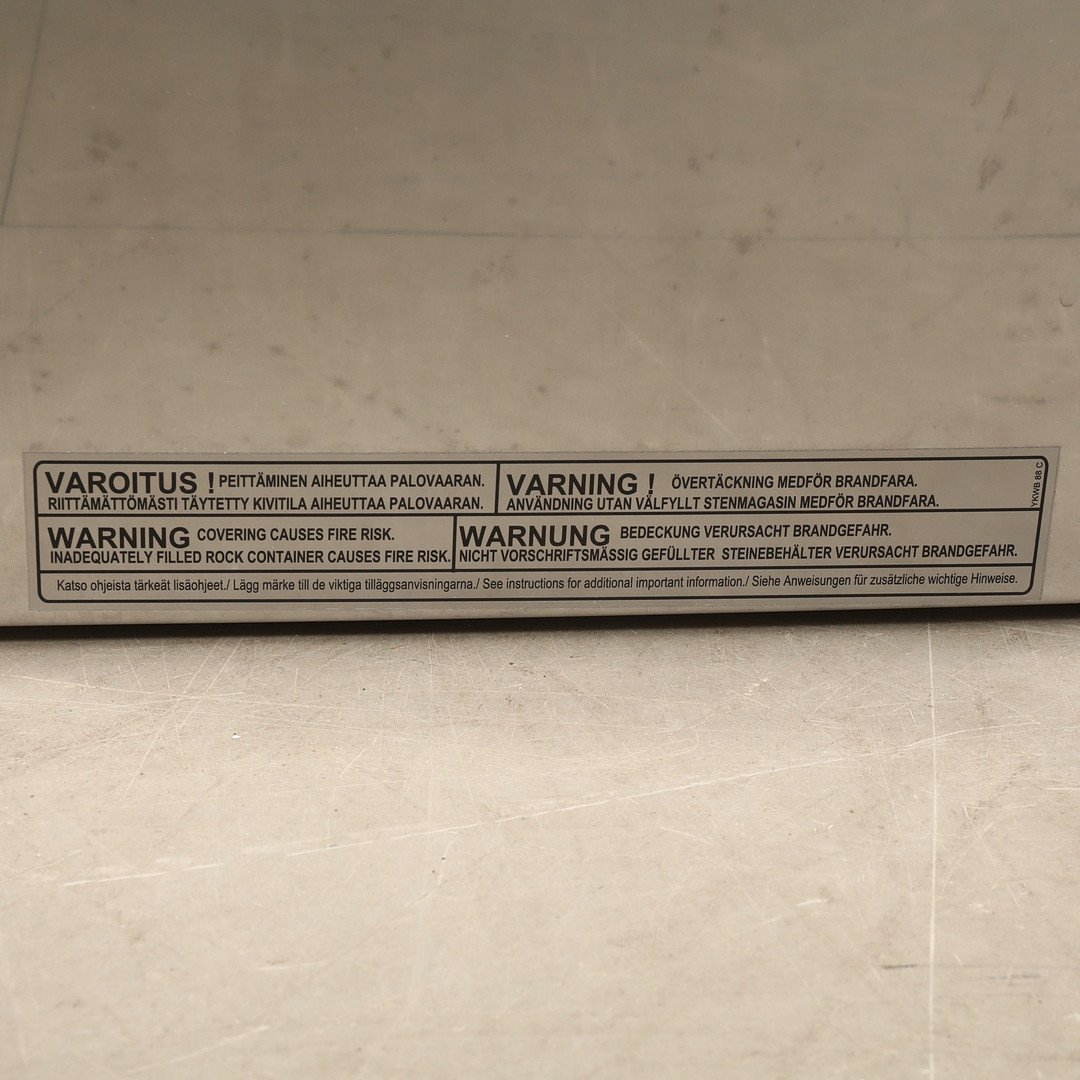 VAROITUS ! PEITTÄMINEN AIHEUTTAA PALOVAARAN.
RIITTÄMÄTTÖMÄSTI TÄYTETTY KIVITILA AIHEUTTAA PALOVAARAN.
VARNING ! ÖVERTÄCKNING MEDFÖR BRANDFARA.
ANVÄNDNING UTAN VÄLFYLLT STENMAGASIN MEDFÖR BRANDFARA.
YKWB 88 C
WARNING COVERING CAUSES FIRE RISK.
INADEQUATELY FILLED ROCK CONTAINER CAUSES FIRE RISK.
WARNUNG BEDECKUNG VERURSACHT BRANDGEFAHR.
NICHT VORSCHRIFTSMÄSSIG GEFÜLLTER STEINEBEHÄLTER VERURSACHT BRANDGEFAHR.
Katso ohjeista tärkeät lisäohjeet./ Lägg märke till de viktiga tilläggsanvisningarna./ See instructions for additional important information./ Siehe Anweisungen für zusätzliche wichtige Hinweise.